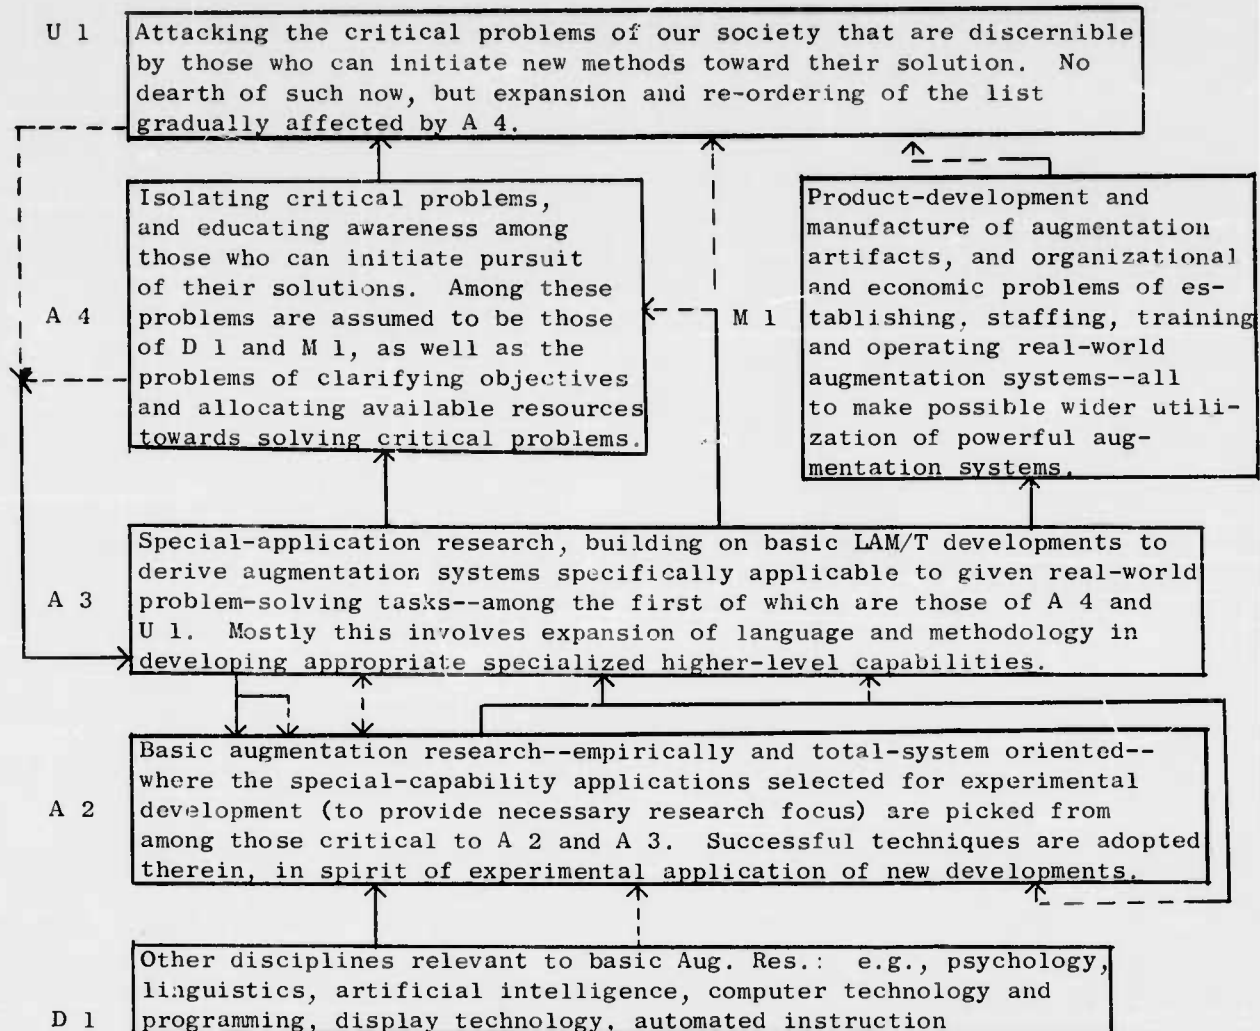 U 1
Attacking the critical problems of our society that are discernible
by those who can initiate new methods toward their solution. No
dearth of such now, but expansion and re-ordering of the list
gradually affected by A 4.
A 4
Isolating critical problems,
and educating awareness among
those who can initiate pursuit
of their solutions. Among these
problems are assumed to be those
of D 1 and M 1, as well as the
problems of clarifying objectives
and allocating available resources
towards solving critical problems.
M 1
Product-development and
manufacture of augmentation
artifacts, and organizational
and economic problems of es-
tablishing, staffing, training
and operating real-world
augmentation systems--all
to make possible wider utili-
zation of powerful aug-
mentation systems.
A 3
Special-application research, building on basic LAM/T developments to
derive augmentation systems specifically applicable to given real-world
problem-solving tasks--among the first of which are those of A 4 and
U 1. Mostly this involves expansion of language and methodology in
developing appropriate specialized higher-level capabilities.
A 2
Basic augmentation research--empirically and total-system oriented--
where the special-capability applications selected for experimental
development (to provide necessary research focus) are picked from
among those critical to A 2 and A 3. Successful techniques are adopted
therein, in spirit of experimental application of new developments.
D 1
Other disciplines relevant to basic Aug. Res.: e.g., psychology,
linguistics, artificial intelligence, computer technology and
programming, display technology, automated instruction